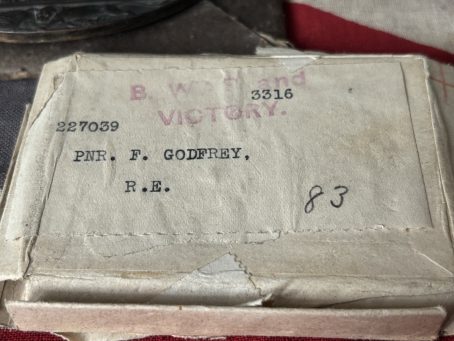 B. W and
3316
VICTORY.
227039
PNR. F. GODFREY,
R.E.
83